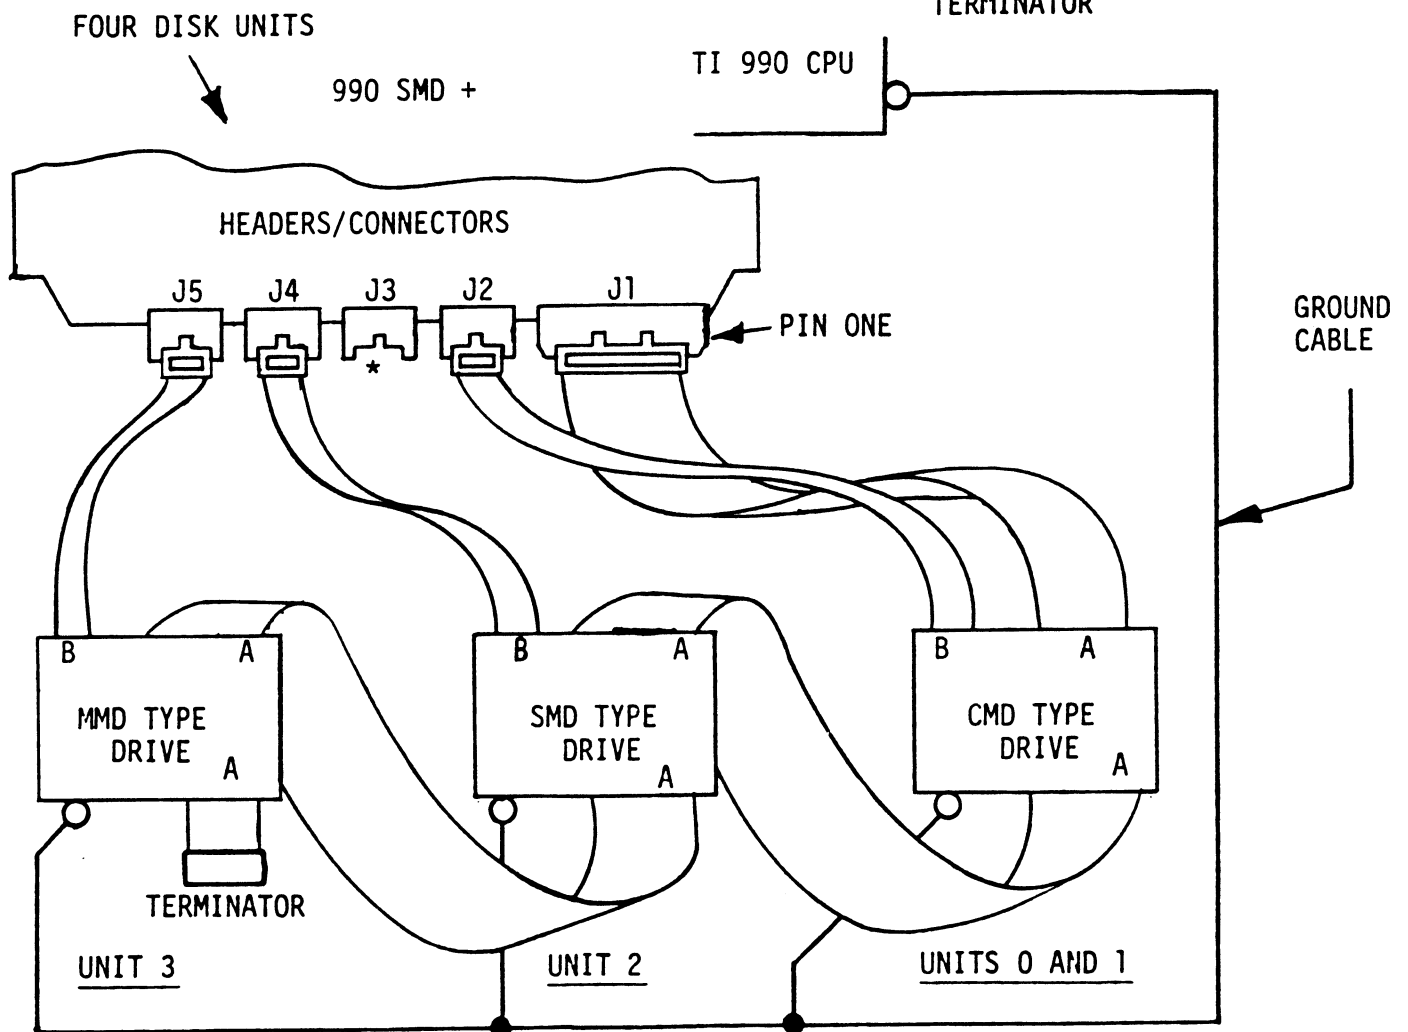 TERMINATOR
FOUR DISK UNITS
TI 990 CPU
990 SMD +
HEADERS/CONNECTORS
J5 J4 J3 J2 J1
*
PIN ONE
GROUND
CABLE
B A
MMD TYPE
DRIVE
A
B A
SMD TYPE
DRIVE
A
B A
CMD TYPE
DRIVE
A
TERMINATOR
UNIT 3
UNIT 2
UNITS 0 AND 1